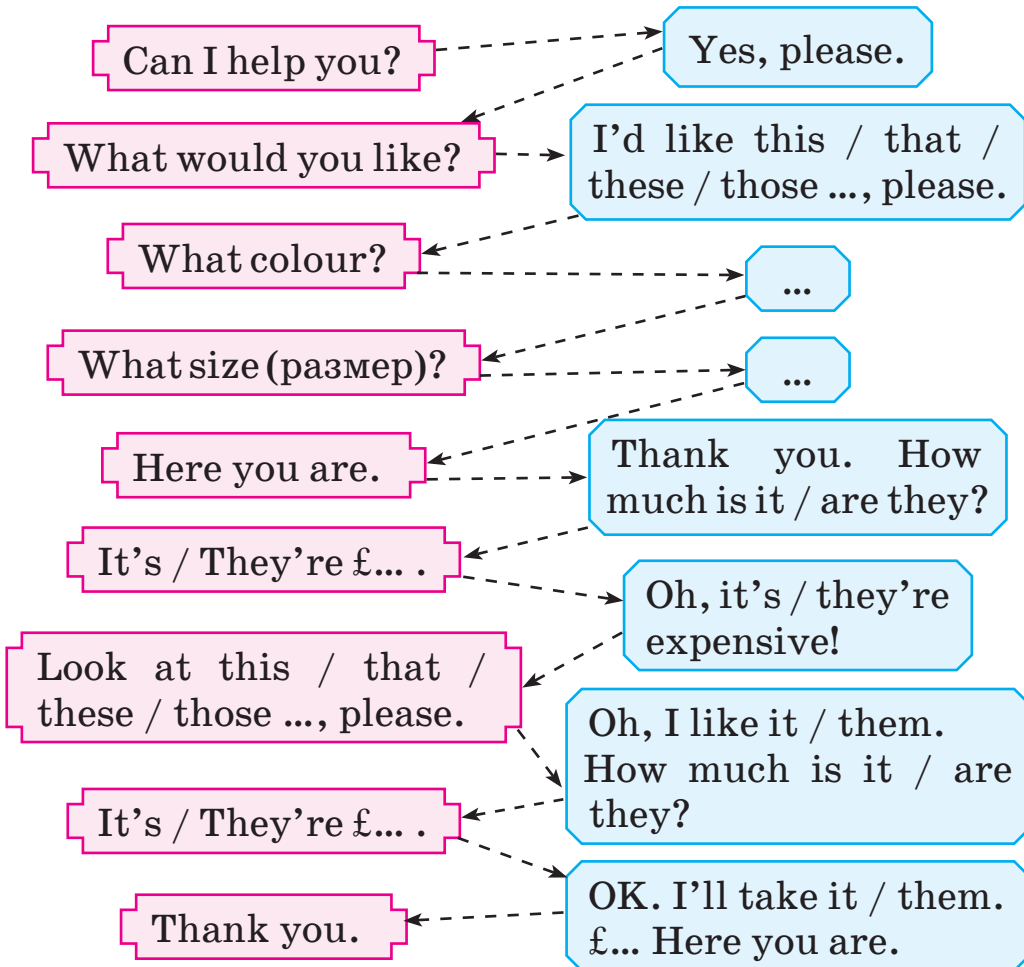 Can I help you?
Yes, please.
What would you like?
I'd like this / that /
these / those ..., please.
What colour?
...
What size (размер)?
...
Here you are.
Thank you. How
much is it / are they?
It's / They're £... .
Oh, it's / they're
expensive!
Look at this / that /
these / those ..., please.
Oh, I like it / them.
How much is it / are
they?
It's / They're £... .
OK. I'll take it / them.
£... Here you are.
Thank you.